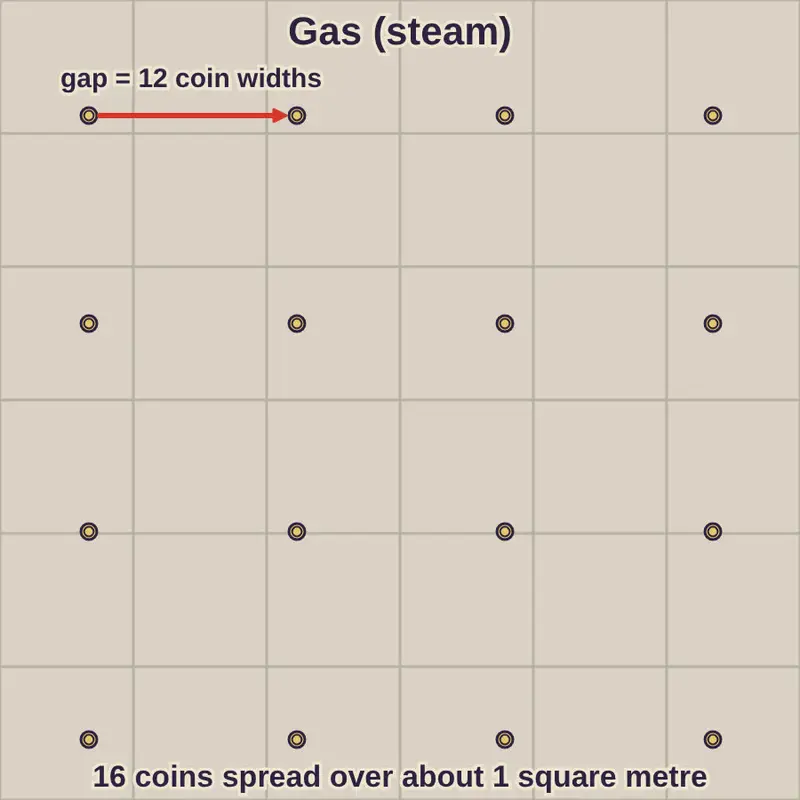 Gas (steam)
gap = 12 coin widths
16 coins spread over about 1 square metre